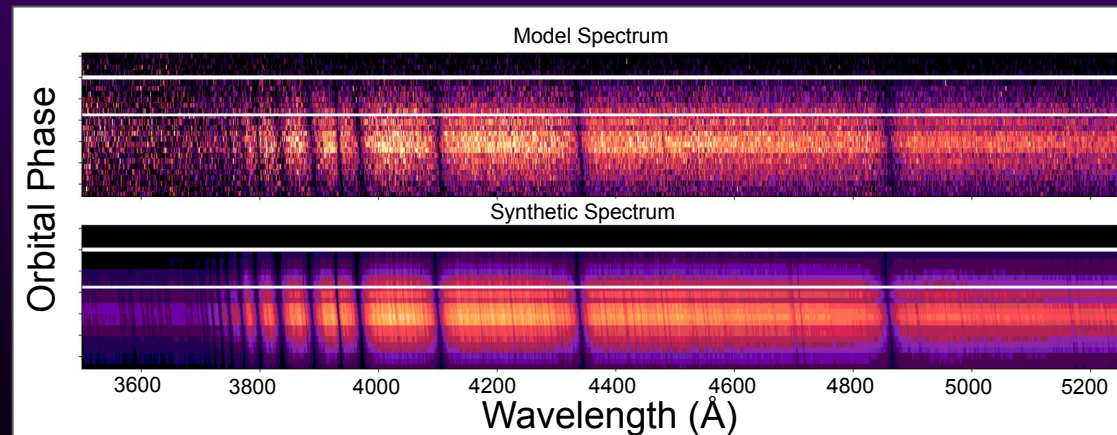 Model Spectrum
Orbital Phase
Synthetic Spectrum
3600 3800 4000 4200 4400 4600 4800 5000 5200
Wavelength (Å)